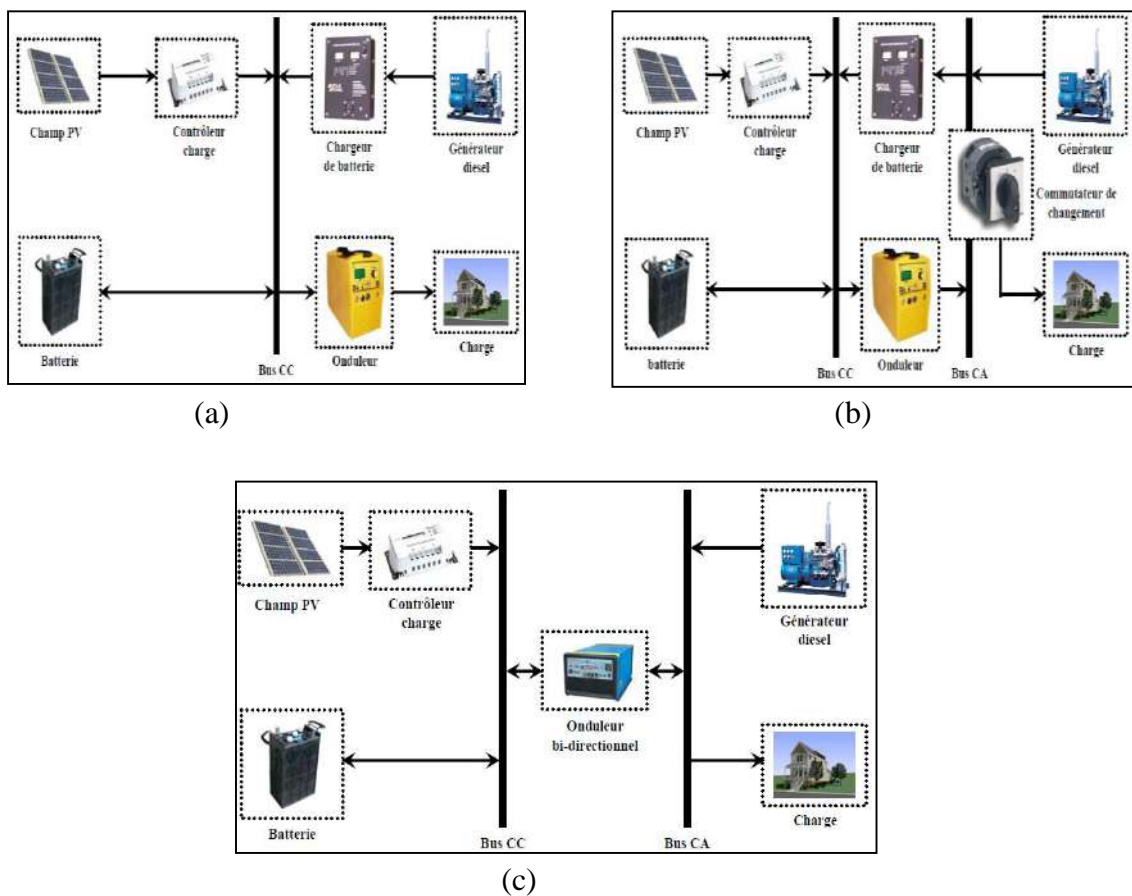 Champ PV
Contrôleur
charge
Chargeur
de batterie
Générateur
diesel
Batterie
Bus CC
Onduleur
Charge
(a)
Champ PV
Contrôleur
charge
Chargeur
de batterie
Générateur
diesel
Commutateur de
changement
batterie
Bus CC
Onduleur
Bus CA
Charge
(b)
Champ PV
Contrôleur
charge
Générateur
diesel
Onduleur
bi-directionnel
Batterie
Bus CC
Bus CA
Charge
(c)